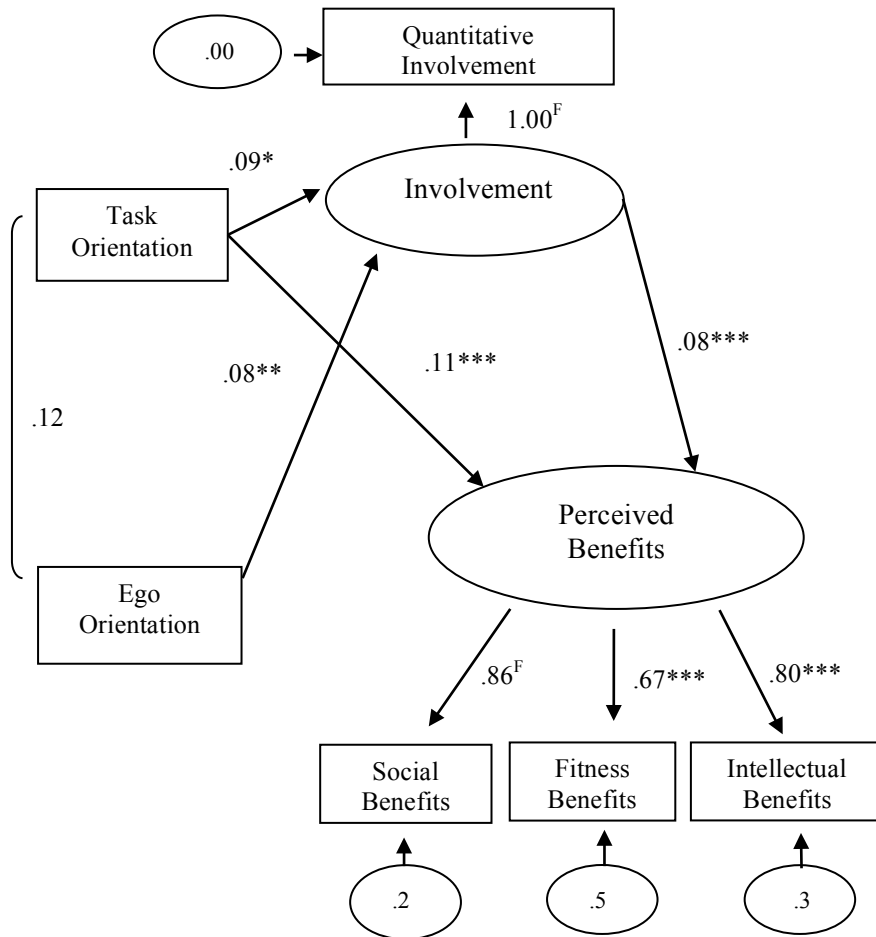 .00
Quantitative
Involvement
1.00F
.09*
Involvement
Task
Orientation
.08**
.11***
.08***
.12
Perceived
Benefits
Ego
Orientation
.86F
.67***
.80***
Social
Benefits
Fitness
Benefits
Intellectual
Benefits
.2
.5
.3